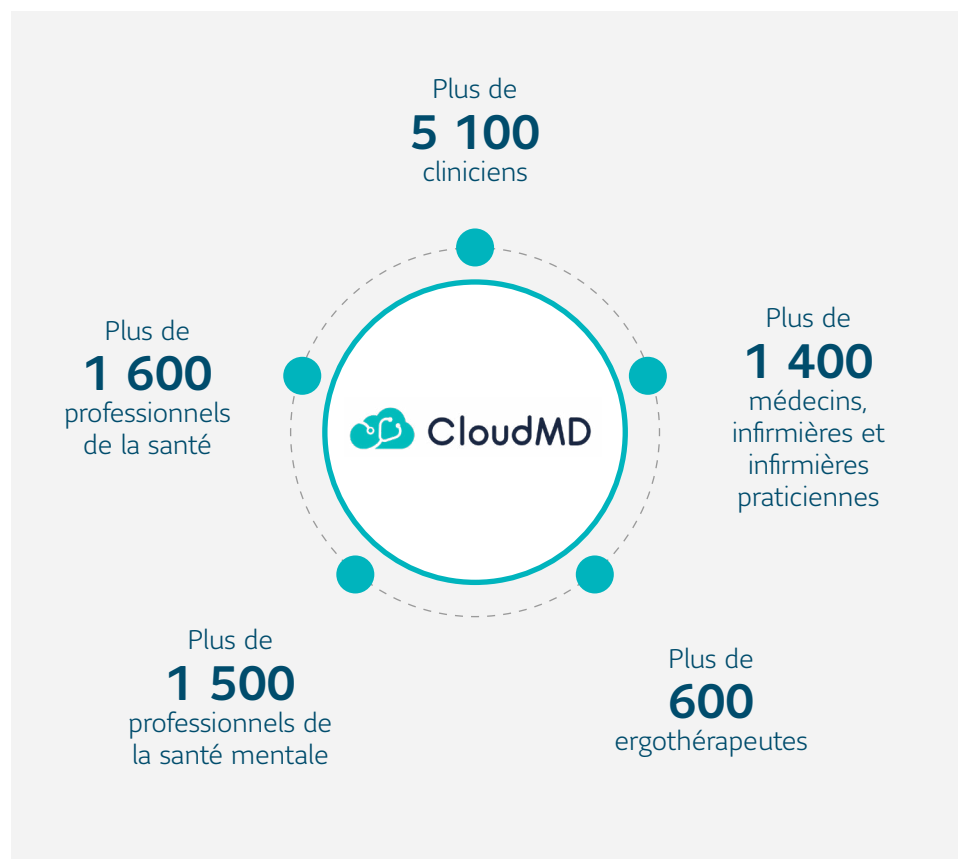 Plus de
5 100
cliniciens
Plus de
1 400
médecins,
infirmières et
infirmières
praticiennes
Plus de
600
ergothérapeutes
Plus de
1 500
professionnels de
la santé mentale
Plus de
1 600
professionnels
de la santé
CloudMD